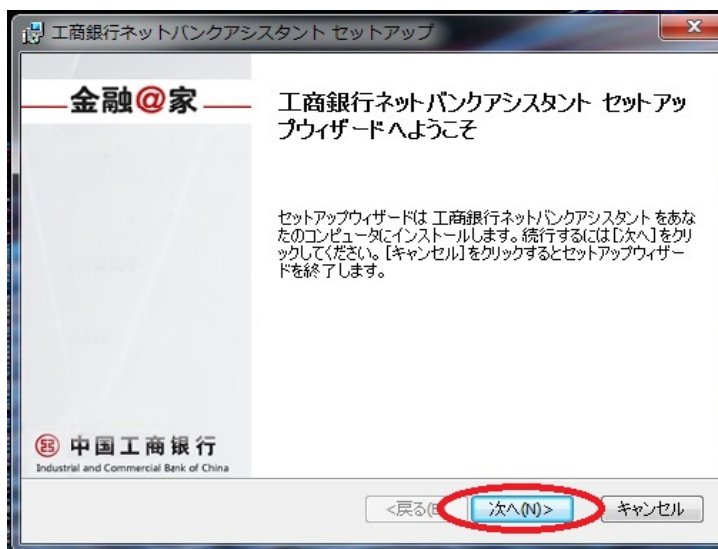 工商銀行ネットバンクアシスタント セットアップ
金融@家
工商銀行ネットバンクアシスタント セットアッ
プウィザードへようこそ
セットアップウィザードは 工商銀行ネットバンクアシスタント をあな
たのコンピュータにインストールします。続行するには[次へ]をクリ
ックしてください。[キャンセル]をクリックするとセットアップウィザー
ドを終了します。
中国工商银行
Industrial and Commercial Bank of China
<戻る(
次へ(N)>
キャンセル